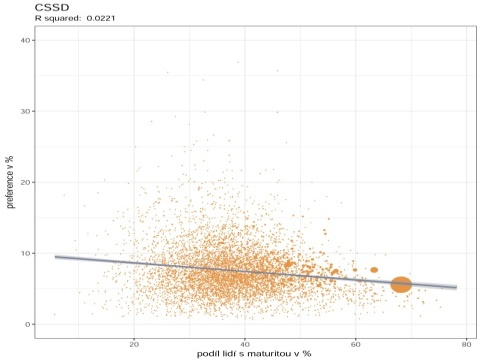 CSSD
R squared: 0.0221
preference v %
40
30
20
10
0
20
40
60
80
podíl lidí s maturitou v %